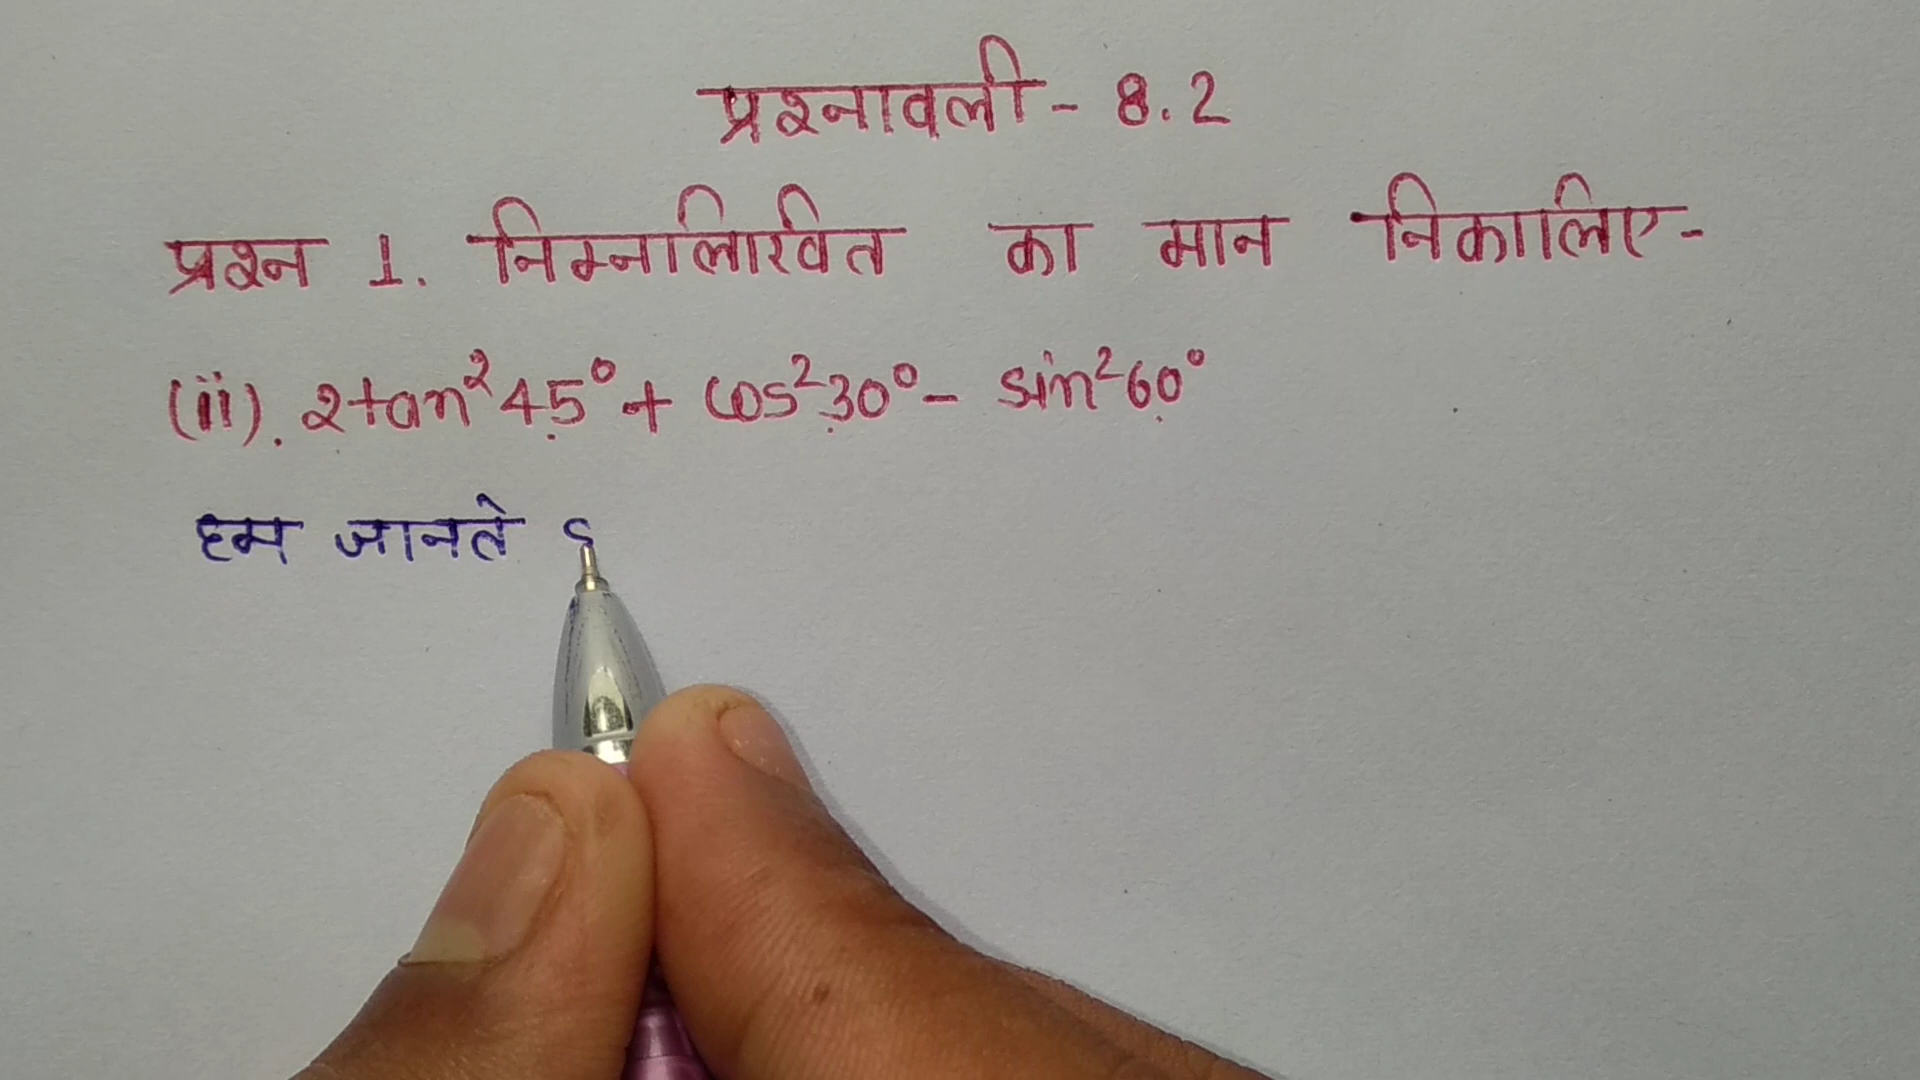 प्रश्नावली - 8.2
प्रश्न 1. निम्नलिखित का मान निकालिए -
(ii). 2tan²45° + cos²30° - sin²60°
हम जानते